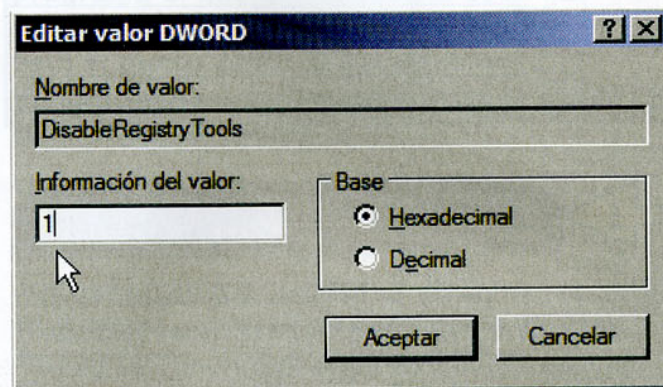 Editar valor DWORD
Nombre de valor:
DisableRegistryTools
Información del valor:
1
Base
Hexadecimal
Decimal
Aceptar
Cancelar